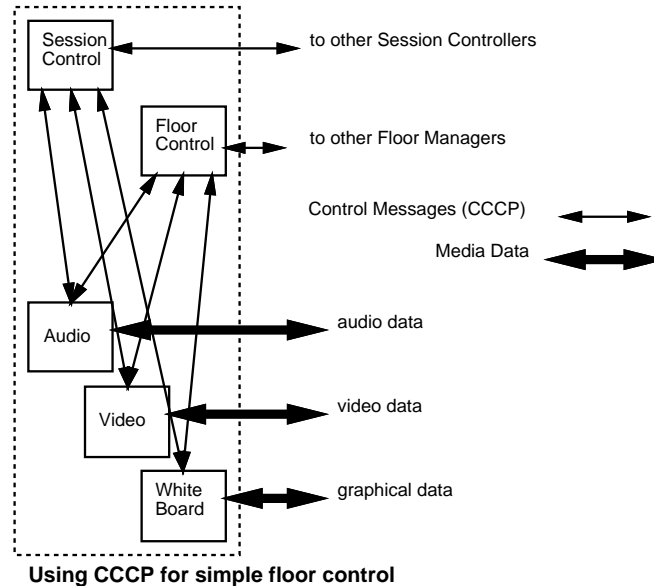 Session
Control
to other Session Controllers
Floor
Control
to other Floor Managers
Control Messages (CCCP)
Media Data
Audio
audio data
Video
video data
White
Board
graphical data
Using CCCP for simple floor control